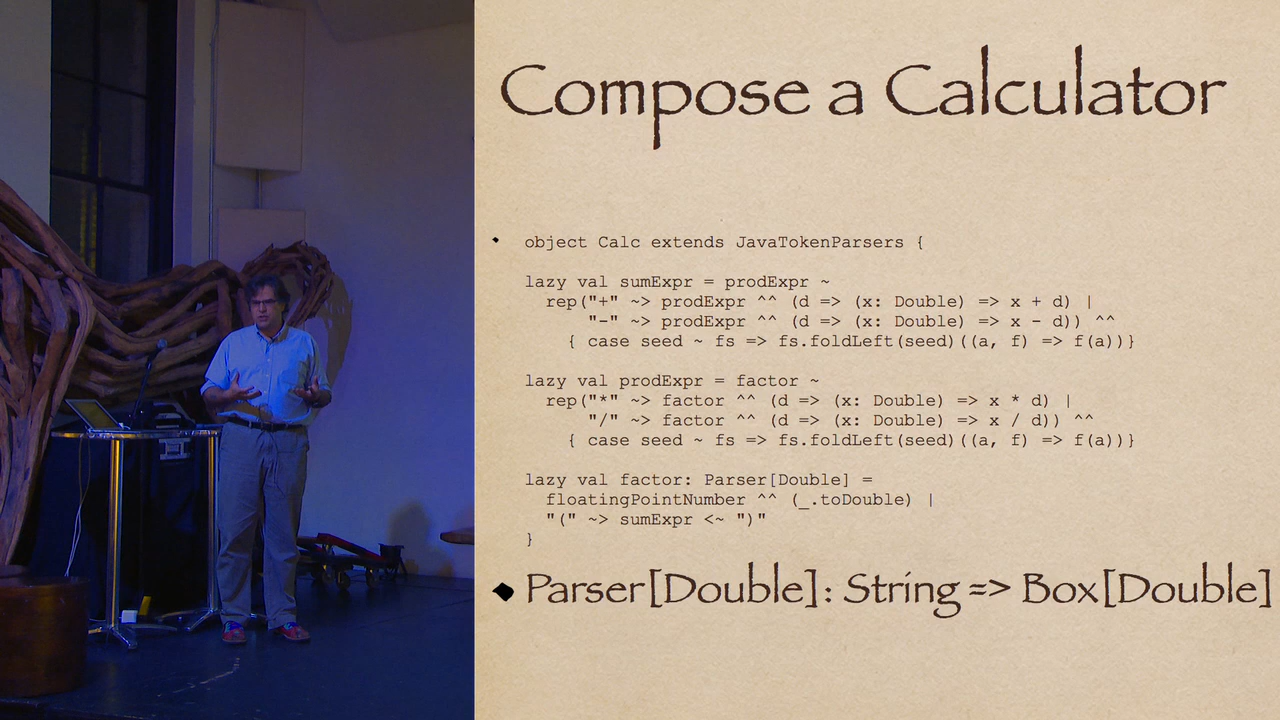 Compose a Calculator
object Calc extends JavaTokenParsers {
lazy val sumExpr = prodExpr ~
rep("+" ~> prodExpr ^^ (d => (x: Double) => x + d) |
"-" ~> prodExpr ^^ (d => (x: Double) => x - d)) ^^
{ case seed ~ fs => fs.foldLeft(seed)((a, f) => f(a))}
lazy val prodExpr = factor ~
rep("*" ~> factor ^^ (d => (x: Double) => x * d) |
"/" ~> factor ^^ (d => (x: Double) => x / d)) ^^
{ case seed ~ fs => fs.foldLeft(seed)((a, f) => f(a))}
lazy val factor: Parser[Double] =
floatingPointNumber ^^ (_.toDouble) |
"(" ~> sumExpr <~ ")"
}
Parser[Double]: String => Box[Double]